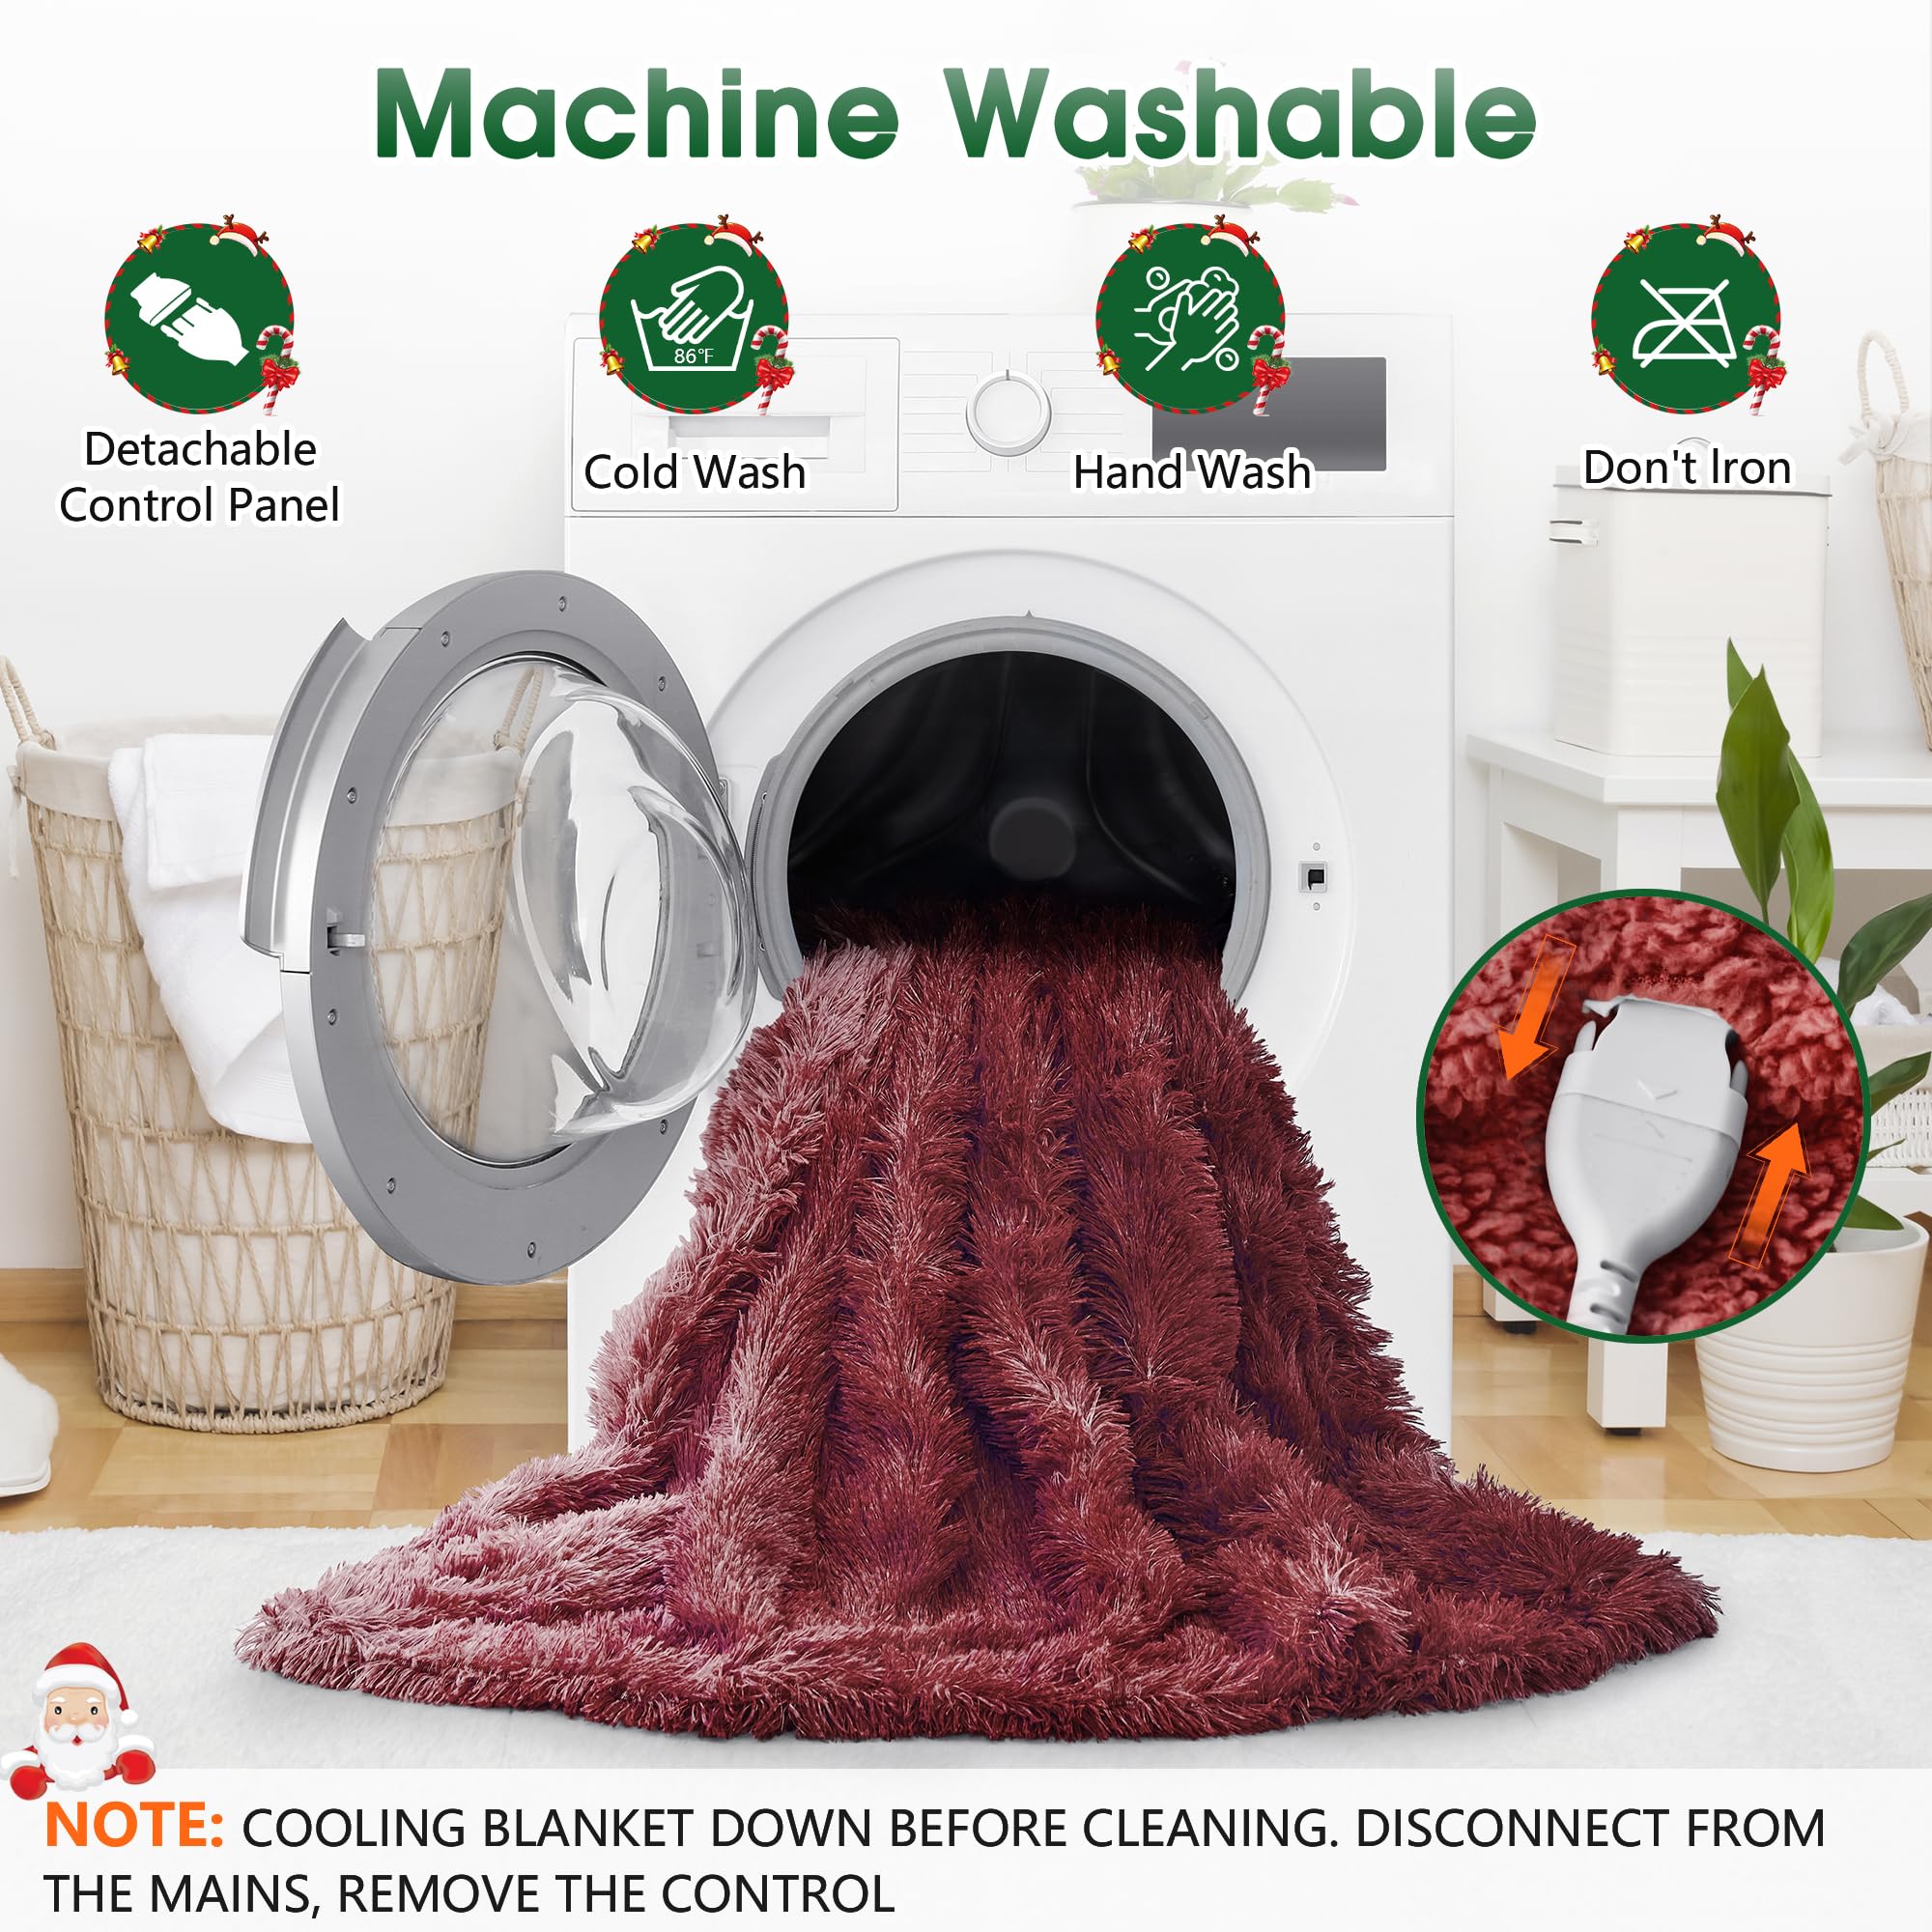 Machine Washable
Detachable
Control Panel
86°F
Cold Wash
Hand Wash
Don't Iron
NOTE: COOLING BLANKET DOWN BEFORE CLEANING. DISCONNECT FROM
THE MAINS, REMOVE THE CONTROL